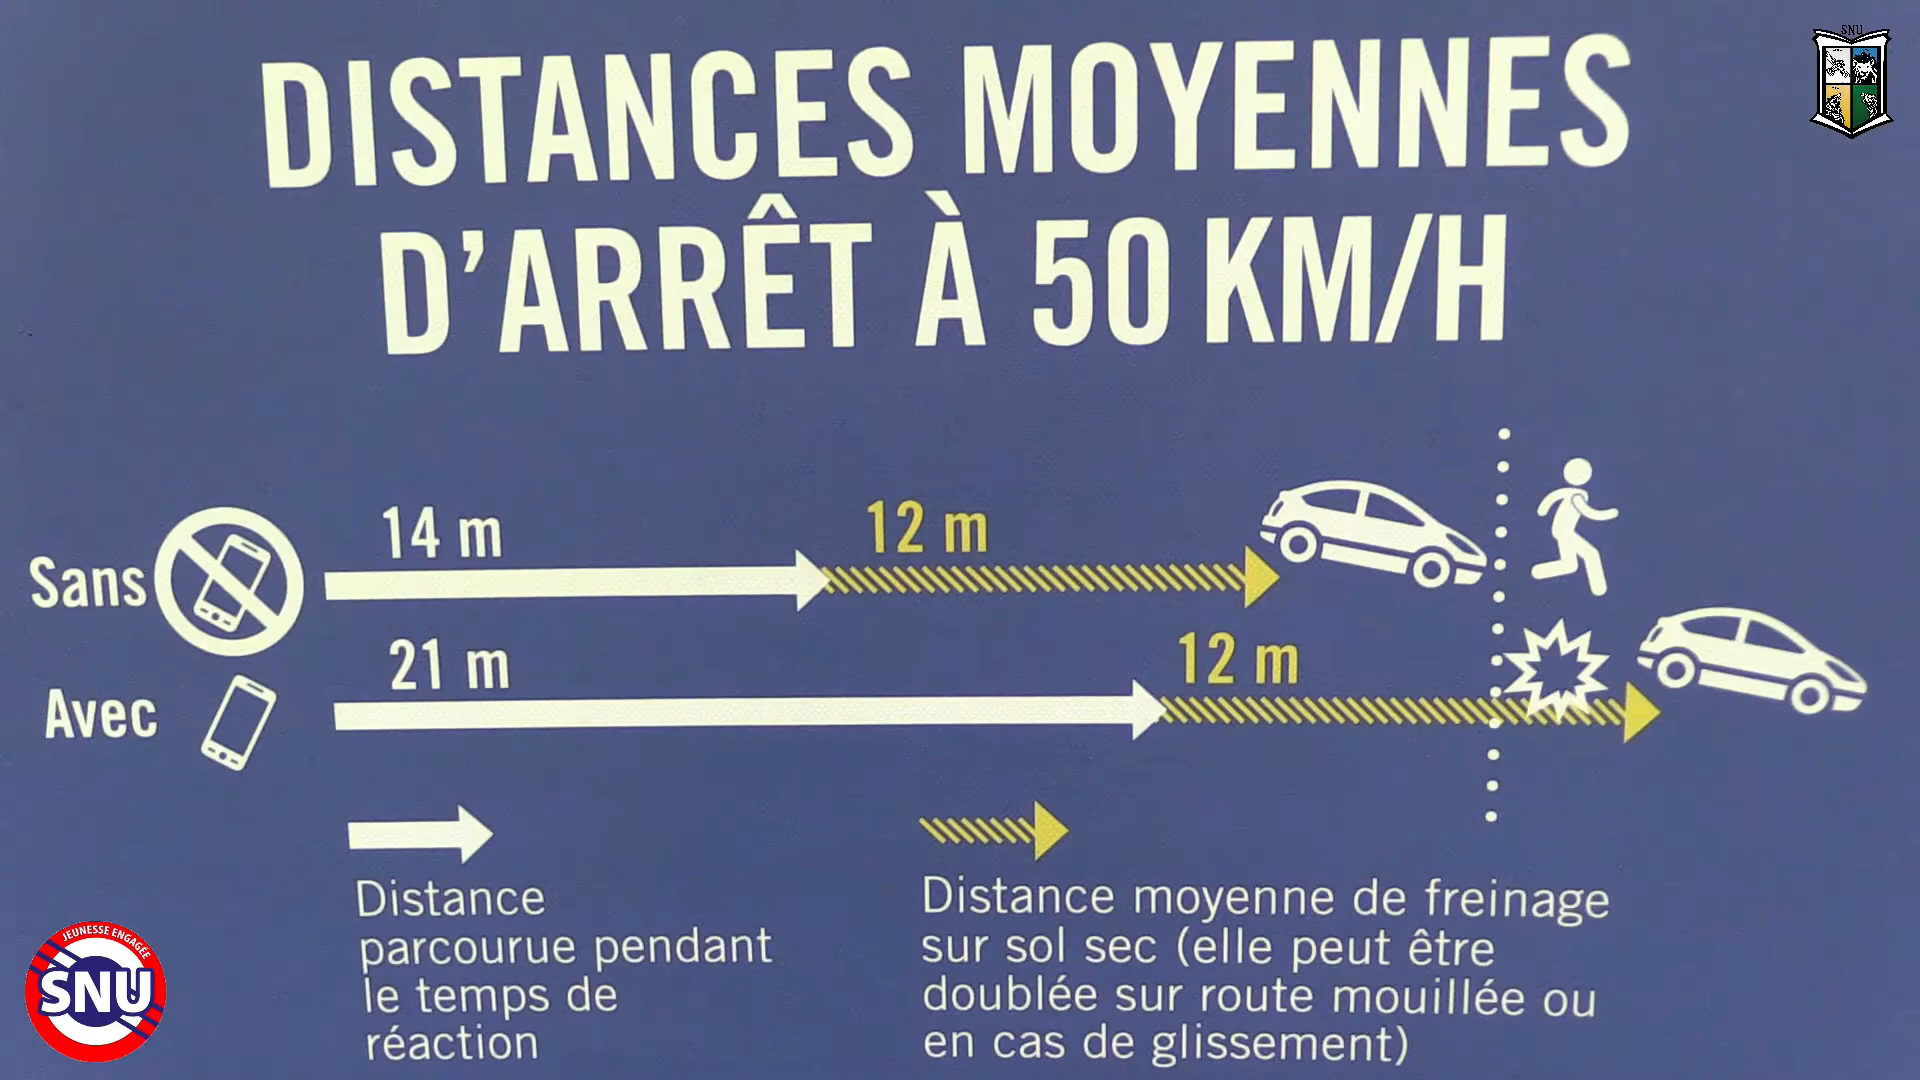 SNU
DISTANCES MOYENNES
D'ARRÊT À 50 KM/H
14 m
12 m
Sans
21 m
12 m
Avec
Distance
parcourue pendant
le temps de
réaction
Distance moyenne de freinage
sur sol sec (elle peut être
doublée sur route mouillée ou
en cas de glissement)
JEUNESSE ENGAGÉE
SNU